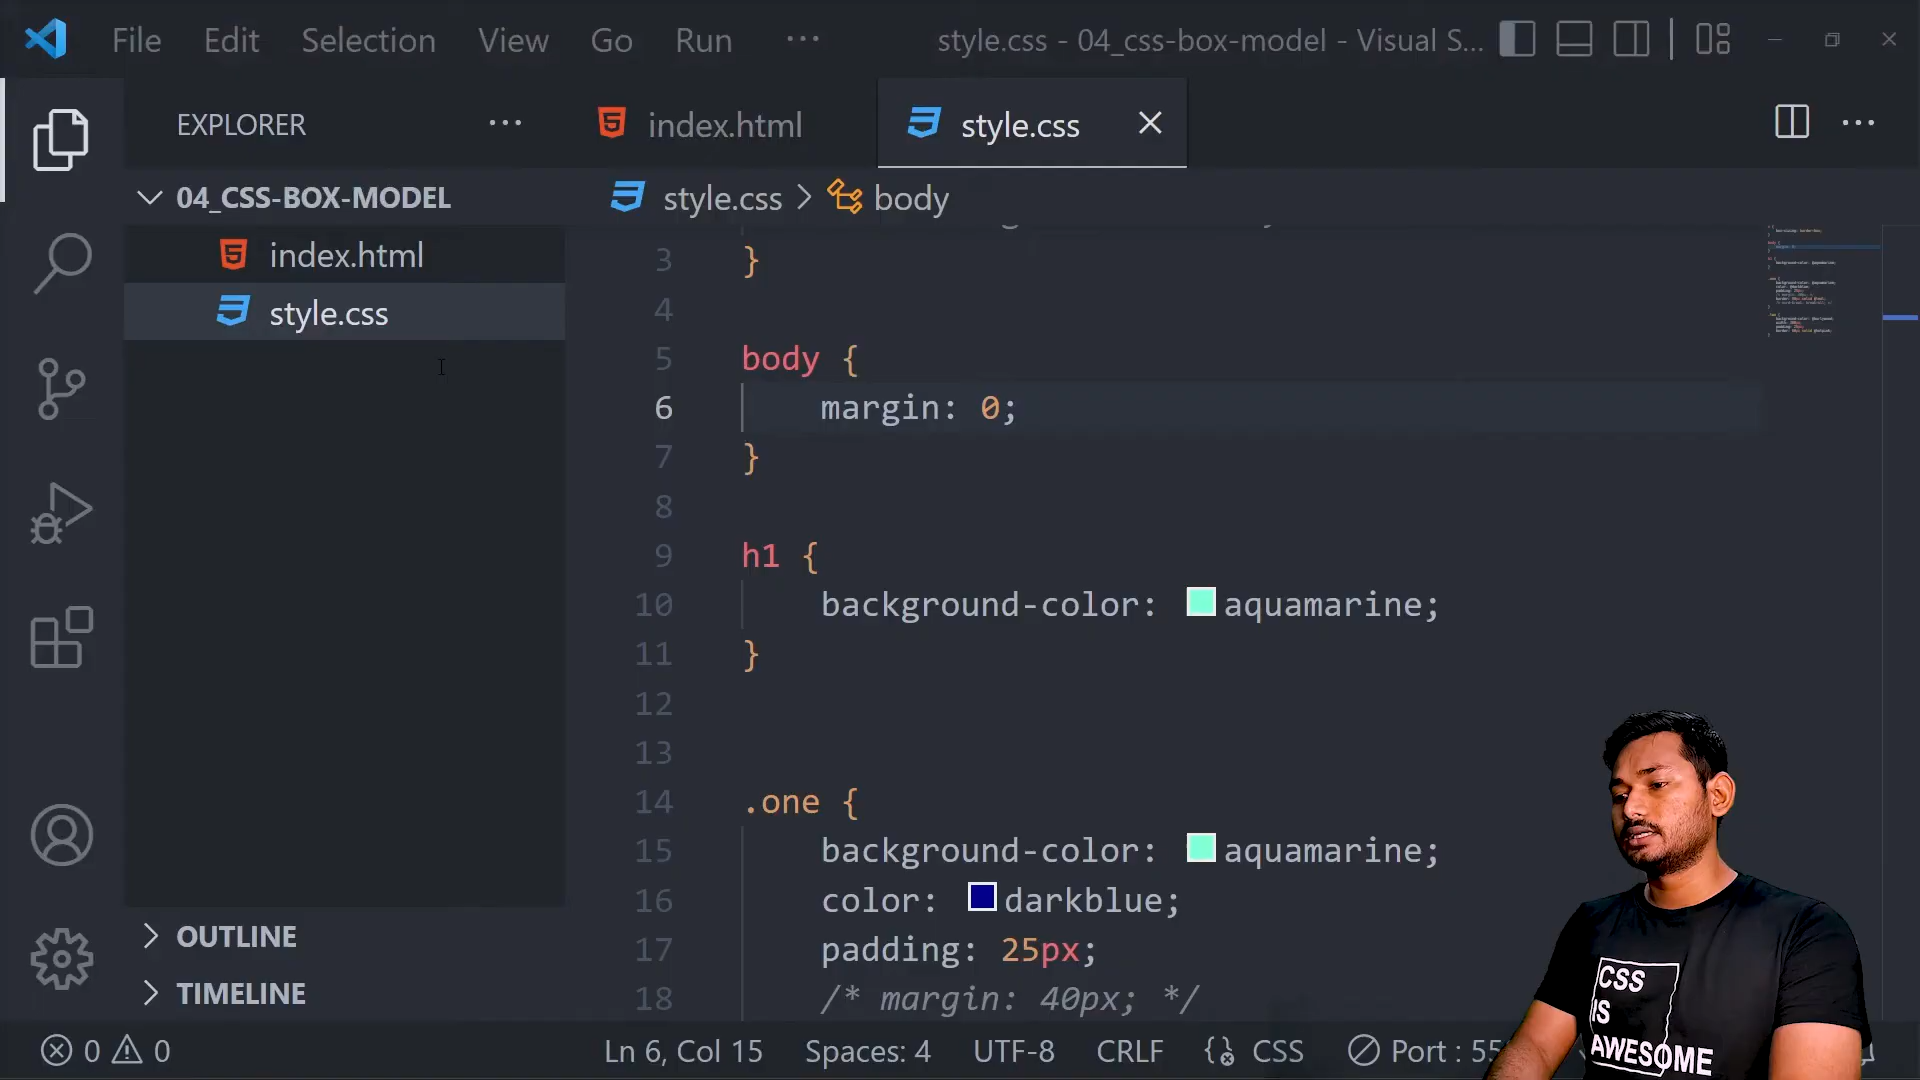 File Edit Selection View Go Run ···
style.css - 04_css-box-model - Visual S...
EXPLORER ···
index.html
style.css
04_CSS-BOX-MODEL
index.html
style.css
OUTLINE
TIMELINE
style.css > body
3 }
4
5 body {
6 margin: 0;
7 }
8
9 h1 {
10 background-color: aquamarine;
11 }
12
13
14 .one {
15 background-color: aquamarine;
16 color: darkblue;
17 padding: 25px;
18 /* margin: 40px; */
0 0
Ln 6, Col 15 Spaces: 4 UTF-8 CRLF CSS Port : 55
CSS
IS
AWESOME